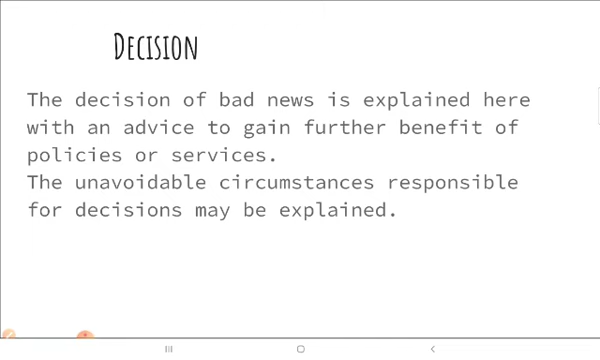 Decision
The decision of bad news is explained here
with an advice to gain further benefit of
policies or services.
The unavoidable circumstances responsible
for decisions may be explained.